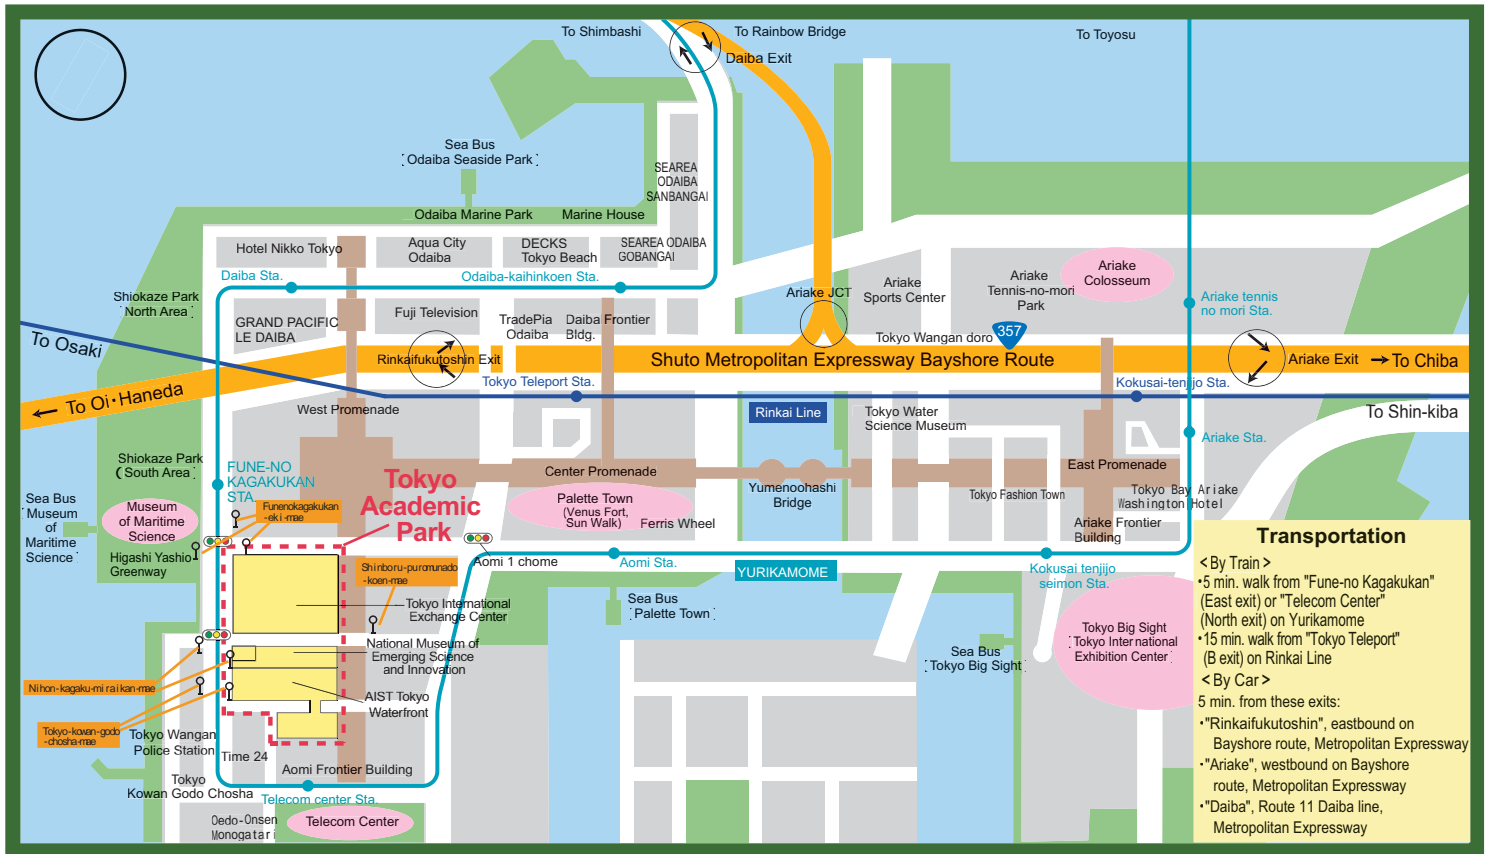 To Shimbashi
To Rainbow Bridge
Daiba Exit
To Toyosu
Sea Bus
[Odaiba Seaside Park]
SEAREA
ODAIBA
SANBANGAI
Odaiba Marine Park
Marine House
Hotel Nikko Tokyo
Aqua City
Odaiba
DECKS
Tokyo Beach
SEAREA ODAIBA
GOBANGAI
Daiba Sta.
Odaiba-kaihinkoen Sta.
Ariake
Colosseum
Ariake
Tennis-no-mori
Park
Ariake
Sports Center
Ariake JCT
Ariake tennis
no mori Sta.
Shiokaze Park
North Area)
GRAND PACIFIC
LE DAIBA
Fuji Television
TradePia
Odaiba
Daiba Frontier
Bldg.
Tokyo Wangan doro
357
To Osaki
Rinkaifukutoshin Exit
Shuto Metropolitan Expressway Bayshore Route
Ariake Exit
To Chiba
To Oi・Haneda
Tokyo Teleport Sta.
Kokusai-tenjijo Sta.
West Promenade
Rinkai Line
Tokyo Water
Science Museum
To Shin-kiba
Ariake Sta.
Shiokaze Park
(South Area)
FUNE-NO
KAGAKUKAN
STA.
Tokyo
Academic
Park
Center Promenade
East Promenade
Yumenoohashi
Bridge
Tokyo Fashion Town
Tokyo Bay Ariake
Washington Hotel
Palette Town
(Venus Fort,
Sun Walk)
Ferris Wheel
Ariake Frontier
Building
Sea Bus
[Museum
of
Maritime
Science]
Museum
of Maritime
Science
Funenokagakukan
-eki-mae
Higashi Yashio
Greenway
Aomi 1 chome
Aomi Sta.
YURIKAMOME
Kokusai tenjijo
seimon Sta.
Shinboru-puromunado
-koen-mae
Tokyo International
Exchange Center
Sea Bus
[Palette Town]
National Museum of
Emerging Science
and Innovation
Sea Bus
[Tokyo Big Sight]
Tokyo Big Sight
[Tokyo International
Exhibition Center]
Nihon-kagaku-miraikan-mae
AIST Tokyo
Waterfront
Tokyo-kowan-godo
-chosha-mae
Tokyo Wangan
Police Station
Time 24
Aomi Frontier Building
Tokyo
Kowan Godo Chosha
Telecom center Sta.
Oedo-Onsen
Monogatari
Telecom Center
Transportation
<By Train>
•5 min. walk from "Fune-no Kagakukan"
(East exit) or "Telecom Center"
(North exit) on Yurikamome
•15 min. walk from "Tokyo Teleport"
(B exit) on Rinkai Line
<By Car>
5 min. from these exits:
•"Rinkaifukutoshin", eastbound on
Bayshore route, Metropolitan Expressway
•"Ariake", westbound on Bayshore
route, Metropolitan Expressway
•"Daiba", Route 11 Daiba line,
Metropolitan Expressway